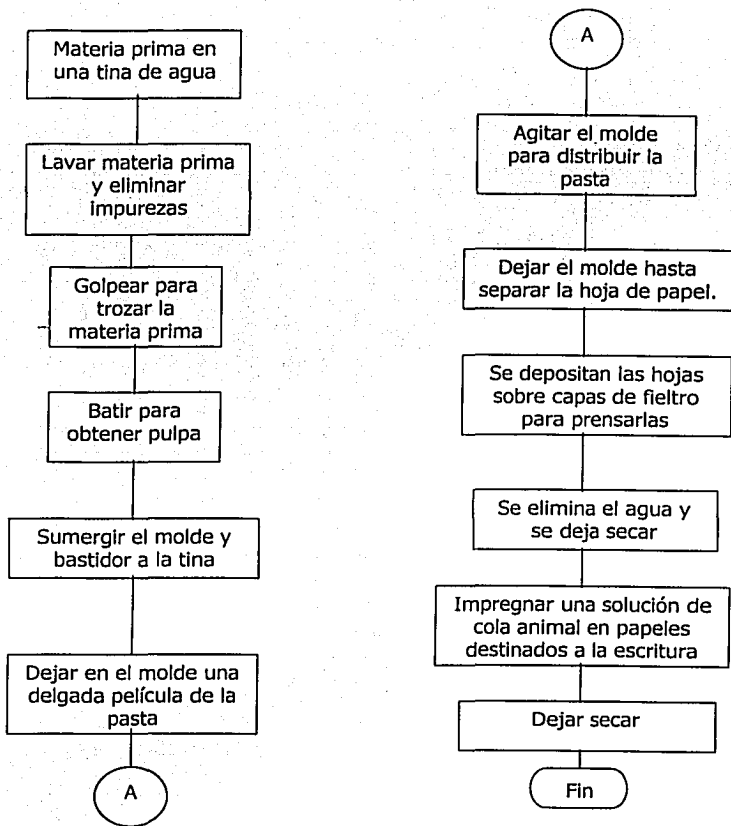 Materia prima en
una tina de agua
Lavar materia prima
y eliminar
impurezas
Golpear para
trozar la
materia prima
Batir para
obtener pulpa
Sumergir el molde y
bastidor a la tina
Dejar en el molde una
delgada película de la
pasta
A
A
Agitar el molde
para distribuir la
pasta
Dejar el molde hasta
separar la hoja de papel.
Se depositan las hojas
sobre capas de fieltro
para prensarlas
Se elimina el agua y
se deja secar
Impregnar una solución de
cola animal en papeles
destinados a la escritura
Dejar secar
Fin